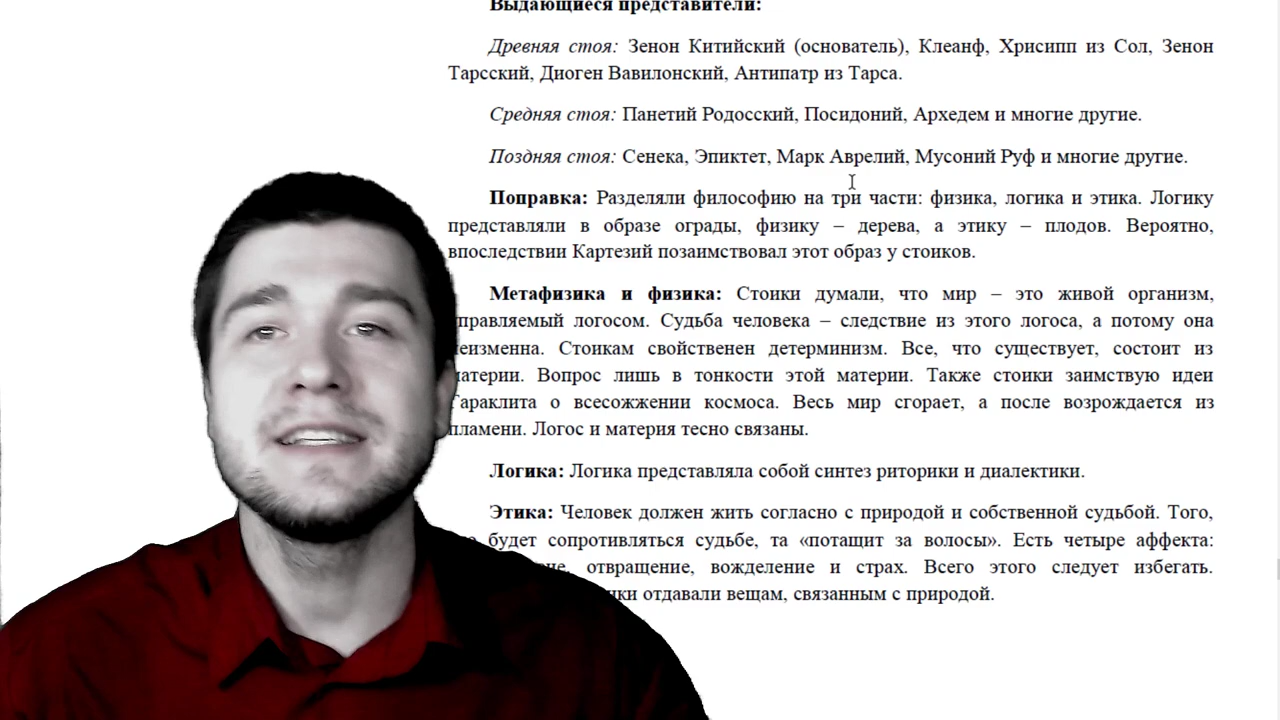 Выдающиеся представители:
Древняя стоя: Зенон Китийский (основатель), Клеанф, Хрисипп из Сол, Зенон
Тарсский, Диоген Вавилонский, Антипатр из Тарса.
Средняя стоя: Панетий Родосский, Посидоний, Архедем и многие другие.
Поздняя стоя: Сенека, Эпиктет, Марк Аврелий, Мусоний Руф и многие другие.
Поправка: Разделяли философию на три части: физика, логика и этика. Логику
представляли в образе ограды, физику – дерева, а этику – плодов. Вероятно,
впоследствии Картезий позаимствовал этот образ у стоиков.
Метафизика и физика: Стоики думали, что мир – это живой организм,
правляемый логосом. Судьба человека – следствие из этого логоса, а потому она
неизменна. Стоикам свойственен детерминизм. Все, что существует, состоит из
материи. Вопрос лишь в тонкости этой материи. Также стоики заимствую идеи
Гараклита о всесожжении космоса. Весь мир сгорает, а после возрождается из
пламени. Логос и материя тесно связаны.
Логика: Логика представляла собой синтез риторики и диалектики.
Этика: Человек должен жить согласно с природой и собственной судьбой. Того,
будет сопротивляться судьбе, та «потащит за волосы». Есть четыре аффекта:
отвращение, вожделение и страх. Всего этого следует избегать.
отдавали вещам, связанным с природой.